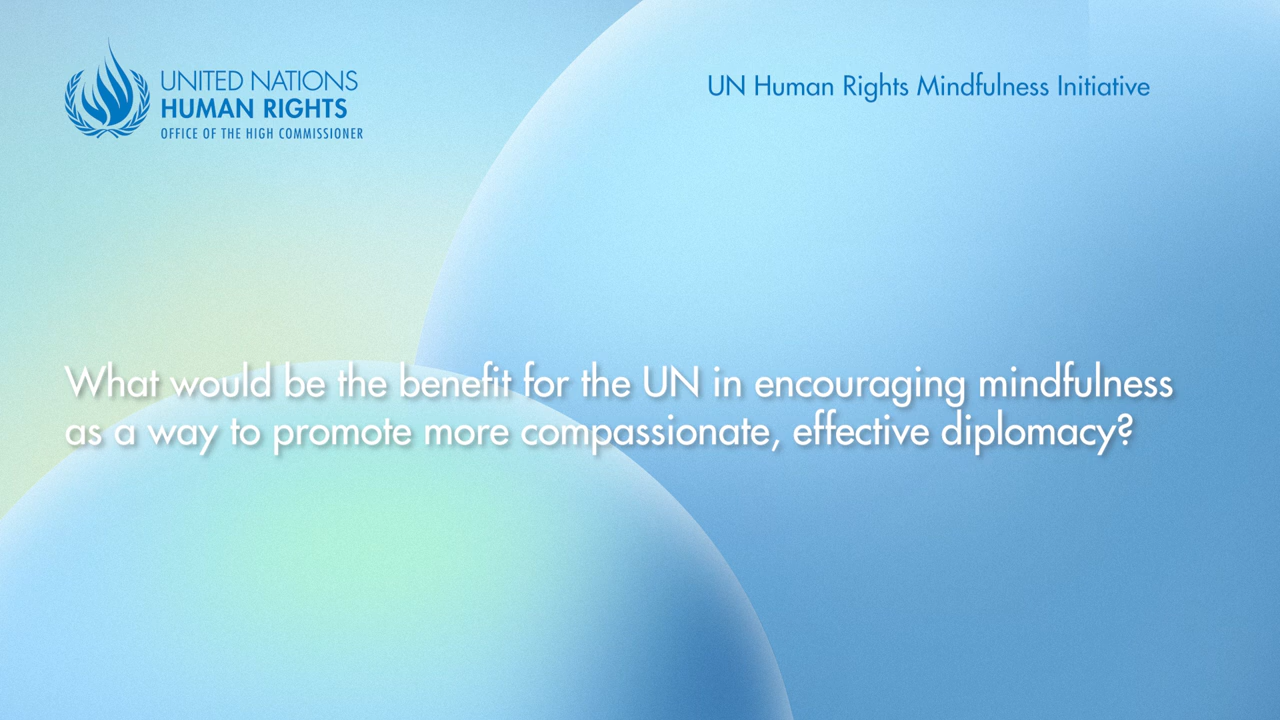 UNITED NATIONS
HUMAN RIGHTS
OFFICE OF THE HIGH COMMISSIONER
UN Human Rights Mindfulness Initiative
What would be the benefit for the UN in encouraging mindfulness
as a way to promote more compassionate, effective diplomacy?